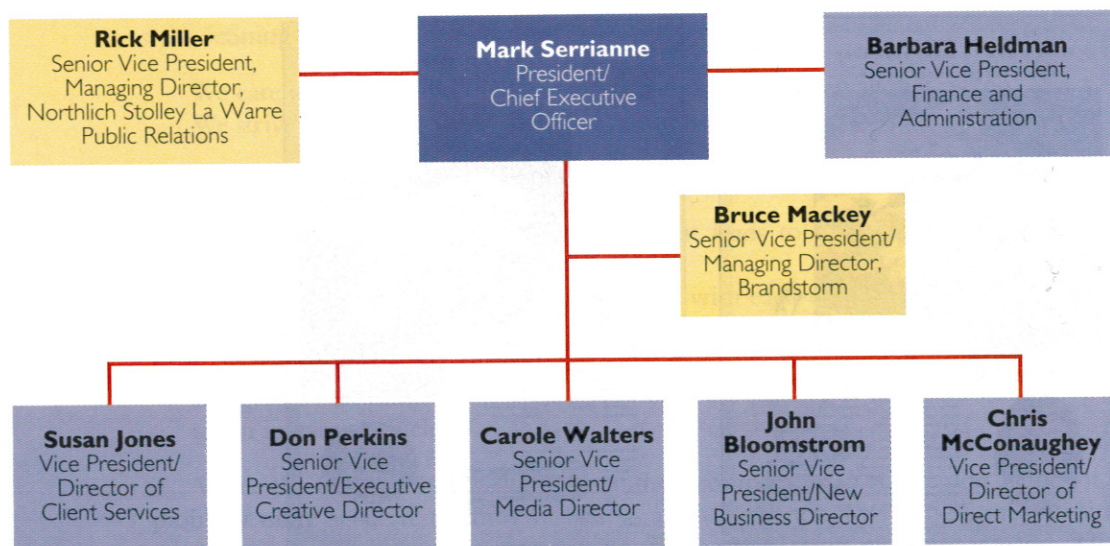 Rick Miller
Senior Vice President,
Managing Director,
Northlich Stolley La Warre
Public Relations
Mark Serrianne
President/
Chief Executive
Officer
Barbara Heldman
Senior Vice President,
Finance and
Administration
Bruce Mackey
Senior Vice President/
Managing Director,
Brandstorm
Susan Jones
Vice President/
Director of
Client Services
Don Perkins
Senior Vice
President/Executive
Creative Director
Carole Walters
Senior Vice
President/
Media Director
John
Bloomstrom
Senior Vice
President/New
Business Director
Chris
McConaughey
Vice President/
Director of
Direct Marketing